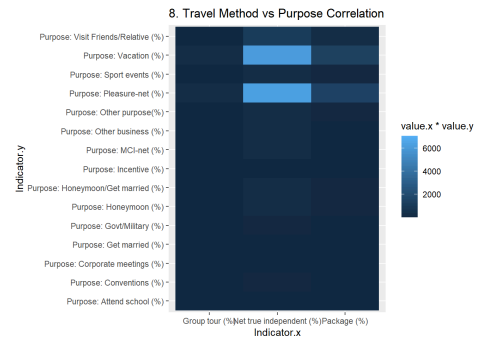 8. Travel Method vs Purpose Correlation
Purpose: Visit Friends/Relative (%)
Purpose: Vacation (%)
Purpose: Sport events (%)
Purpose: Pleasure-net (%)
Purpose: Other purpose(%)
Purpose: Other business (%)
Purpose: MCI-net (%)
Purpose: Incentive (%)
Purpose: Honeymoon/Get married (%)
Purpose: Honeymoon (%)
Purpose: Govt/Military (%)
Purpose: Get married (%)
Purpose: Corporate meetings (%)
Purpose: Conventions (%)
Purpose: Attend school (%)
Indicator.y
value.x * value.y
6000
4000
2000
Group tour (%)
Net true independent (%)
Package (%)
Indicator.x